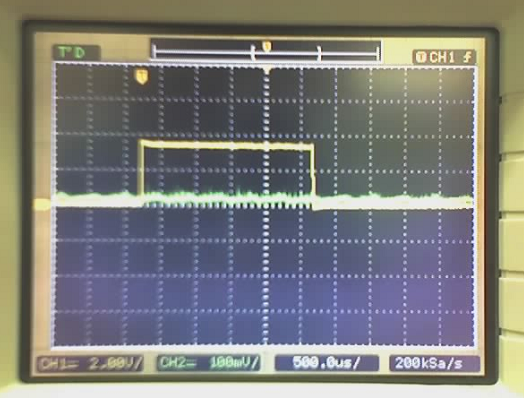 T'D
T CH1
CH1= 2.00V/ CH2= 100mV/ 500.0us/ 200kSa/s
T